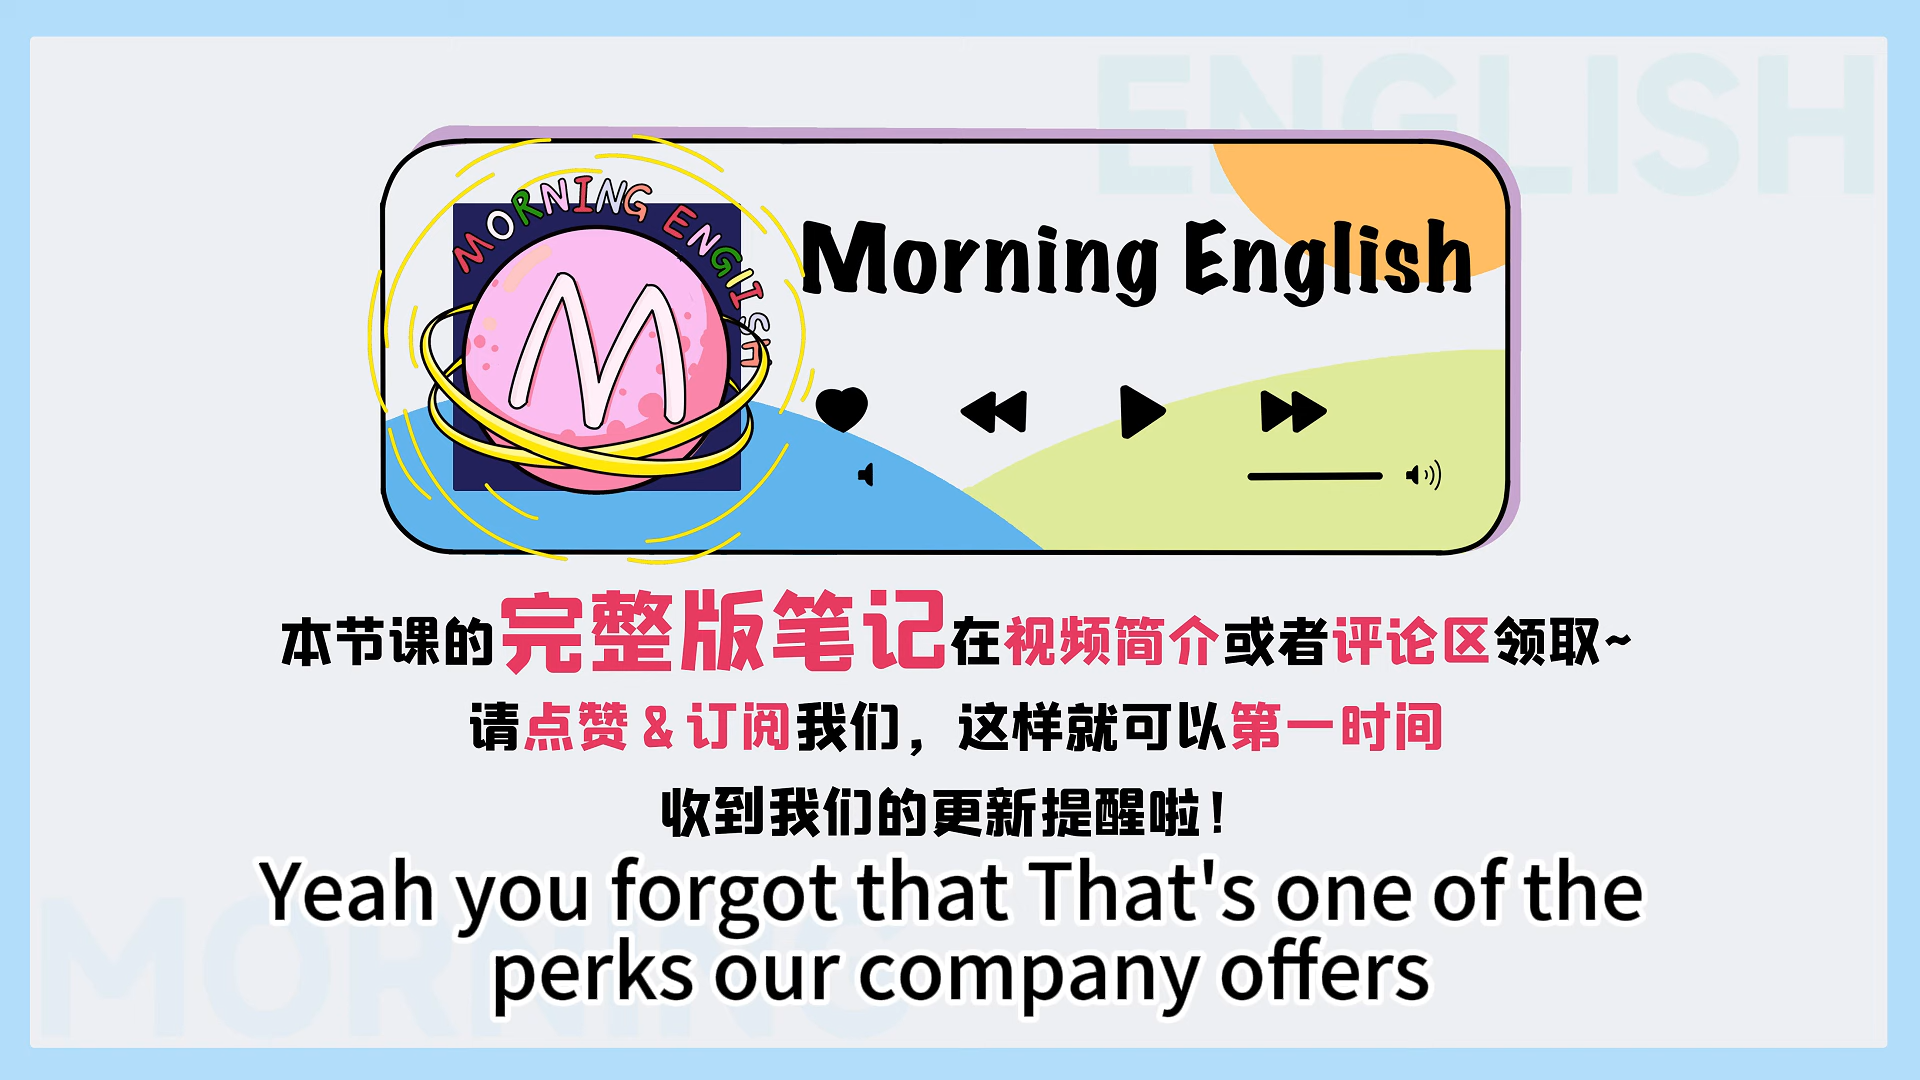 ENGLISH
MORNING ENGLISH
M
Morning English
本节课的完整版笔记在视频简介或者评论区领取~
请点赞&订阅我们，这样就可以第一时间
收到我们的更新提醒啦！
Yeah you forgot that That's one of the
perks our company offers
MORNING